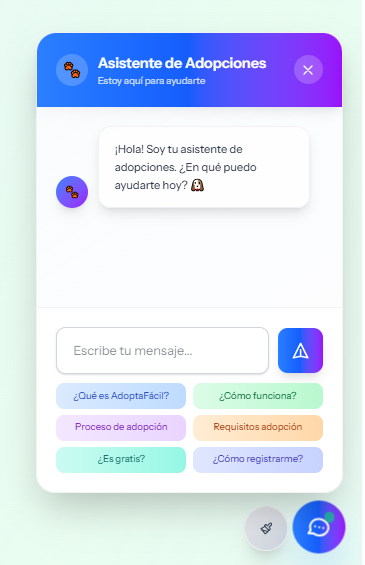 Asistente de Adopciones
Estoy aquí para ayudarte
¡Hola! Soy tu asistente de
adopciones. ¿En qué puedo
ayudarte hoy?
Escribe tu mensaje...
¿Qué es AdoptaFácil?
¿Cómo funciona?
Proceso de adopción
Requisitos adopción
¿Es gratis?
¿Cómo registrarme?